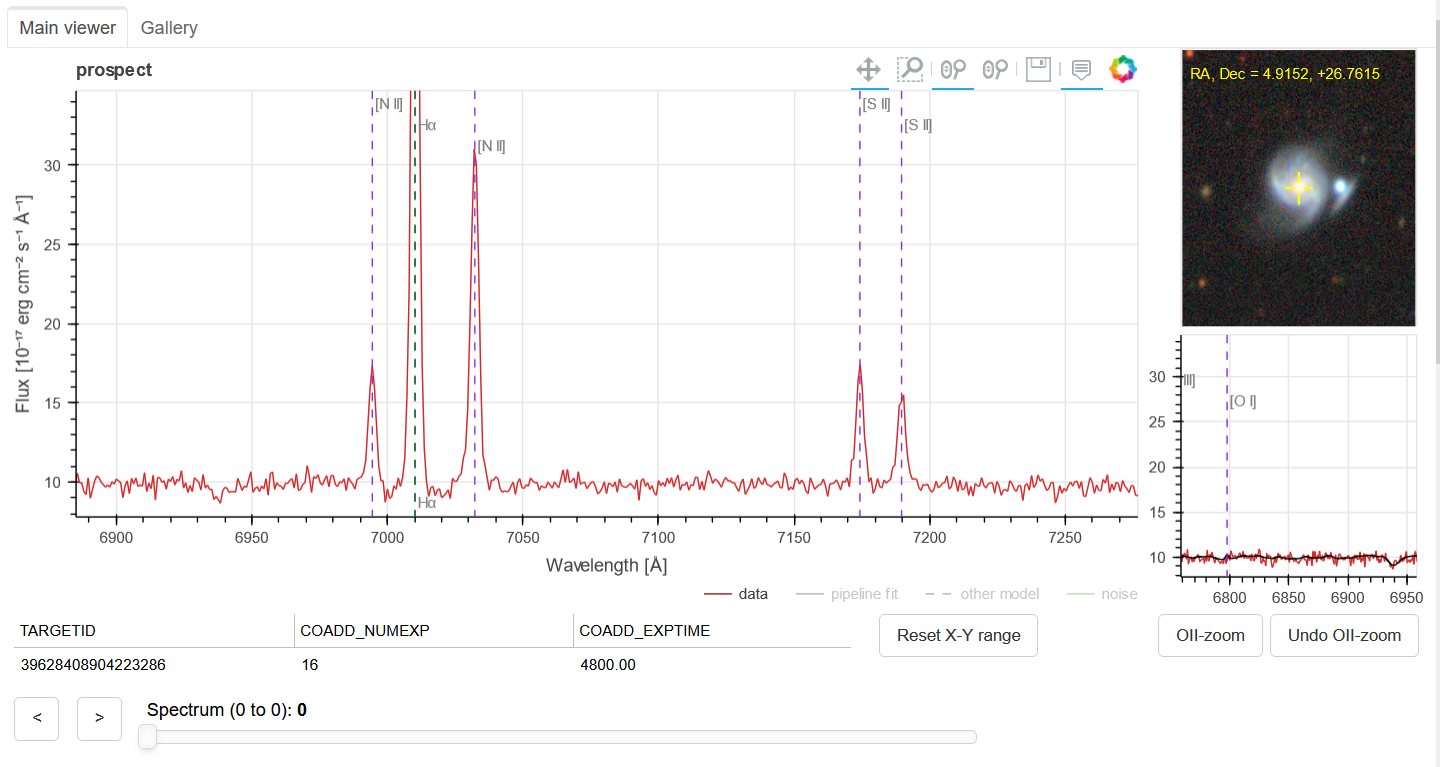 Main viewer
Gallery
prospect
RA, Dec = 4.9152, +26.7615
[N II]
Hα
[N II]
[S II]
[S II]
Hα
Flux [10⁻¹⁷ erg cm⁻² s⁻¹ Å⁻¹]
30
25
20
15
10
6900 6950 7000 7050 7100 7150 7200 7250
Wavelength [Å]
data
pipeline fit
other model
noise
III]
[O I]
30
25
20
15
10
6800 6850 6900 6950
TARGETID COADD_NUMEXP COADD_EXPTIME
39628408904223286 16 4800.00
Reset X-Y range
OII-zoom
Undo OII-zoom
<
>
Spectrum (0 to 0): 0